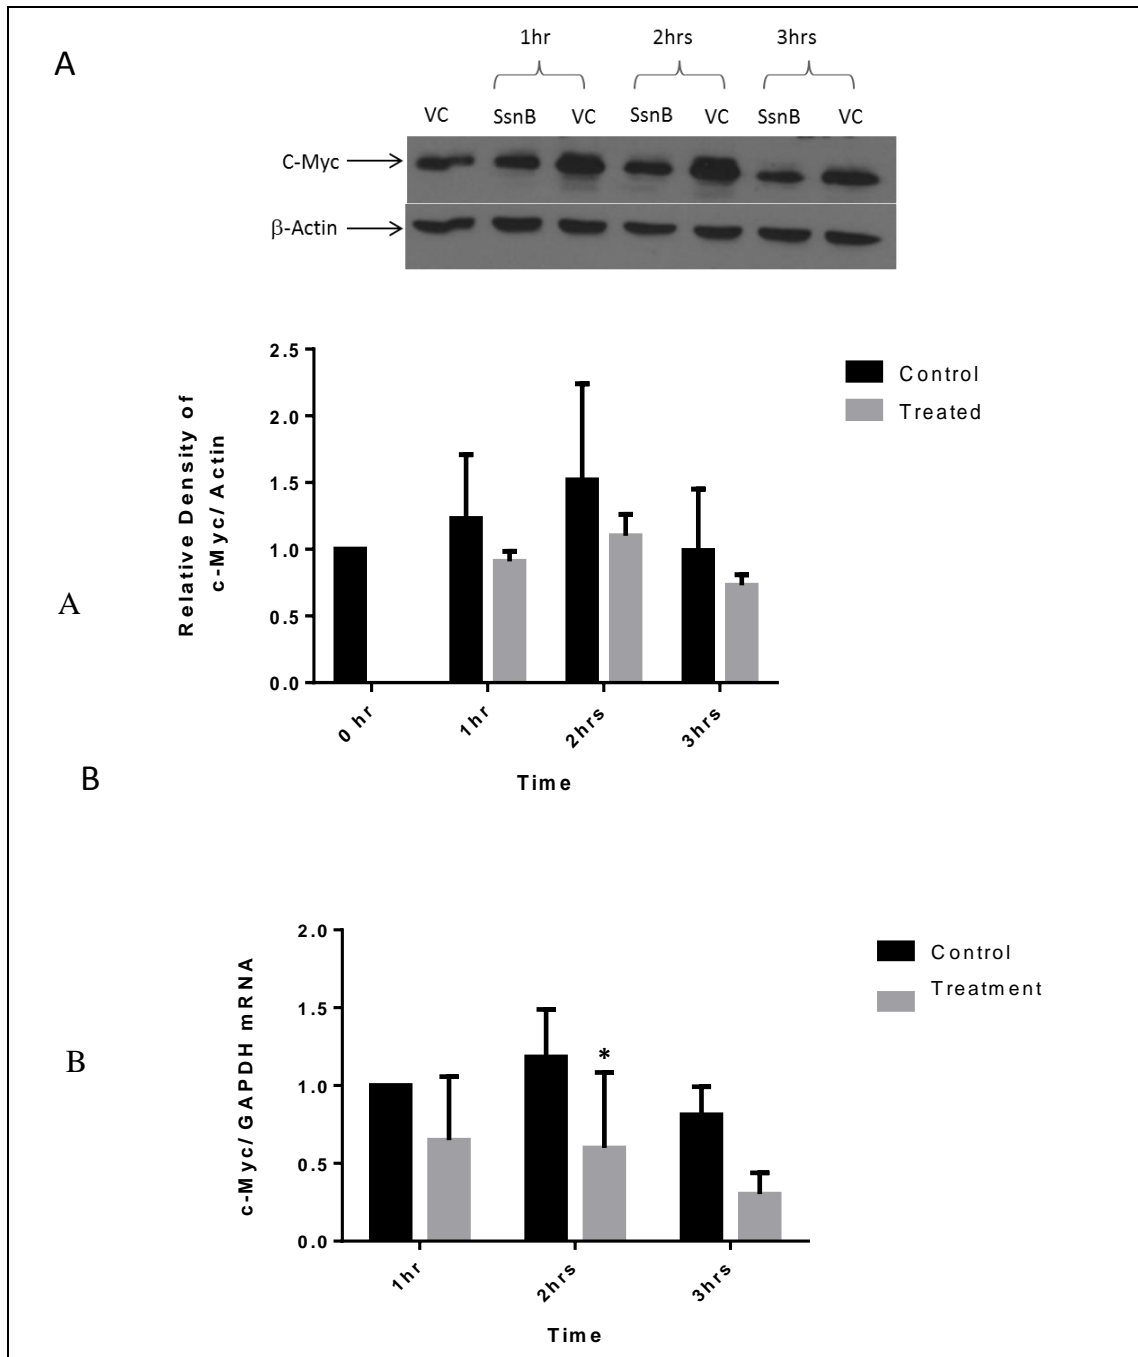 A
1hr 2hrs 3hrs
VC SsnB VC SsnB VC SsnB VC
C-Myc
β-Actin
2.5
2.0
1.5
1.0
0.5
0.0
Relative Density of
c-Myc/Actin
Control
Treated
A
0 hr 1hr 2hrs 3hrs
Time
B
2.0
1.5
1.0
0.5
0.0
c-Myc/GAPDH mRNA
*
Control
Treatment
B
1hr 2hrs 3hrs
Time